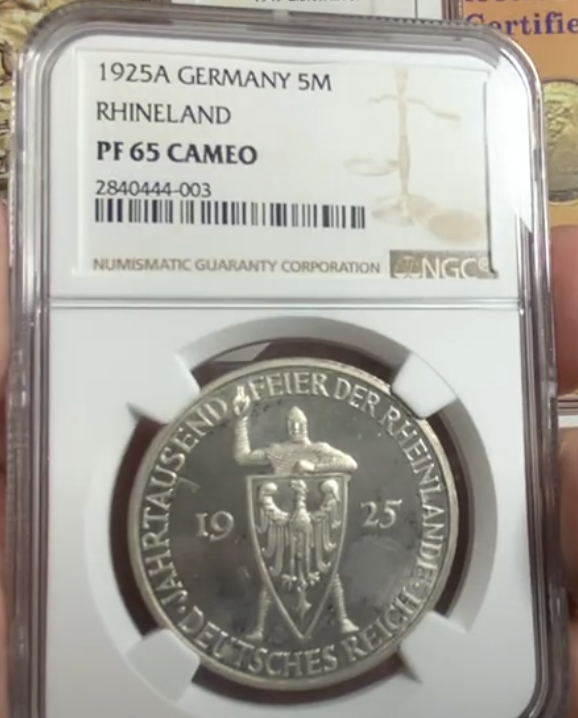 Certifie
1925A GERMANY 5M
RHINELAND
PF 65 CAMEO
2840444-003
NUMISMATIC GUARANTY CORPORATION NGC®
JAHRTAUSENDFEIER DER RHEINLANDE
19 25
DEUTSCHES REICH